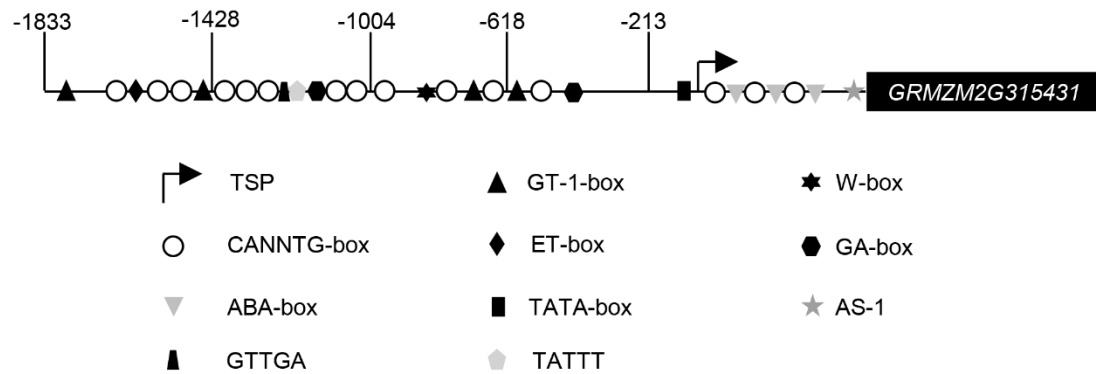 -1833 -1428 -1004 -618 -213
GRMZM2G315431
TSP GT-1-box W-box
CANNTG-box ET-box GA-box
ABA-box TATA-box AS-1
GTTGA TATTT